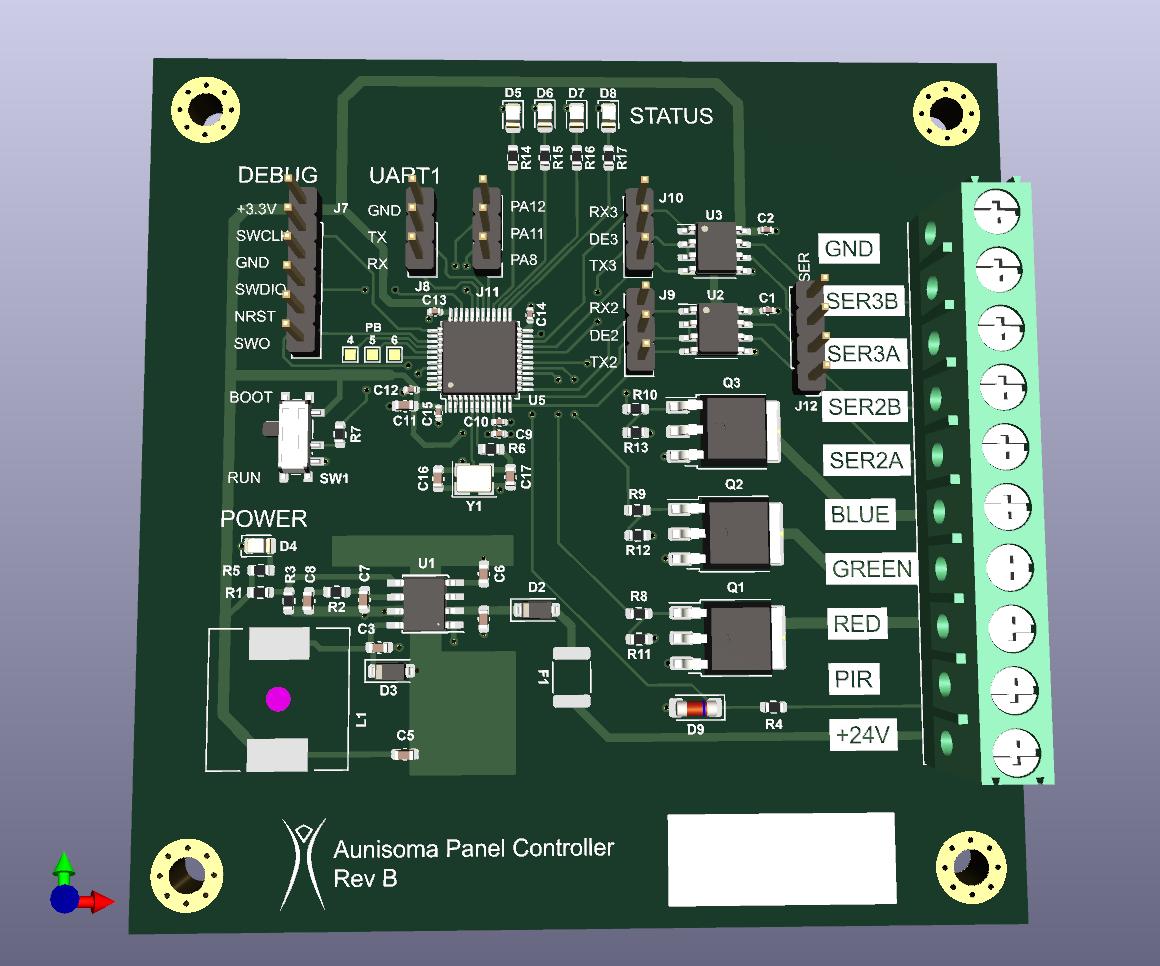 D5 D6 D7 D8
STATUS
R14 R15 R16 R17
DEBUG
UART1
+3.3V
J7
SWCLK
GND
SWDIO
NRST
SWO
GND
TX
RX
J8
PA12
PA11
PA8
J11
J10
RX3
DE3
TX3
RX2
J9
DE2
TX2
U3
C2
U2
C1
SER
J12
C13
C14
PB
4 5 6
U5
C12
C11
C15
C10
C9
R6
C16
C17
Y1
BOOT
R7
RUN
SW1
R10
R13
Q3
R9
R12
Q2
R8
R11
Q1
GND
SER3B
SER3A
SER2B
SER2A
BLUE
GREEN
RED
PIR
+24V
POWER
D4
R5
R1
R3
C8
R2
C7
U1
C6
D2
C3
D3
L1
C5
F1
D9
R4
Aunisoma Panel Controller
Rev B